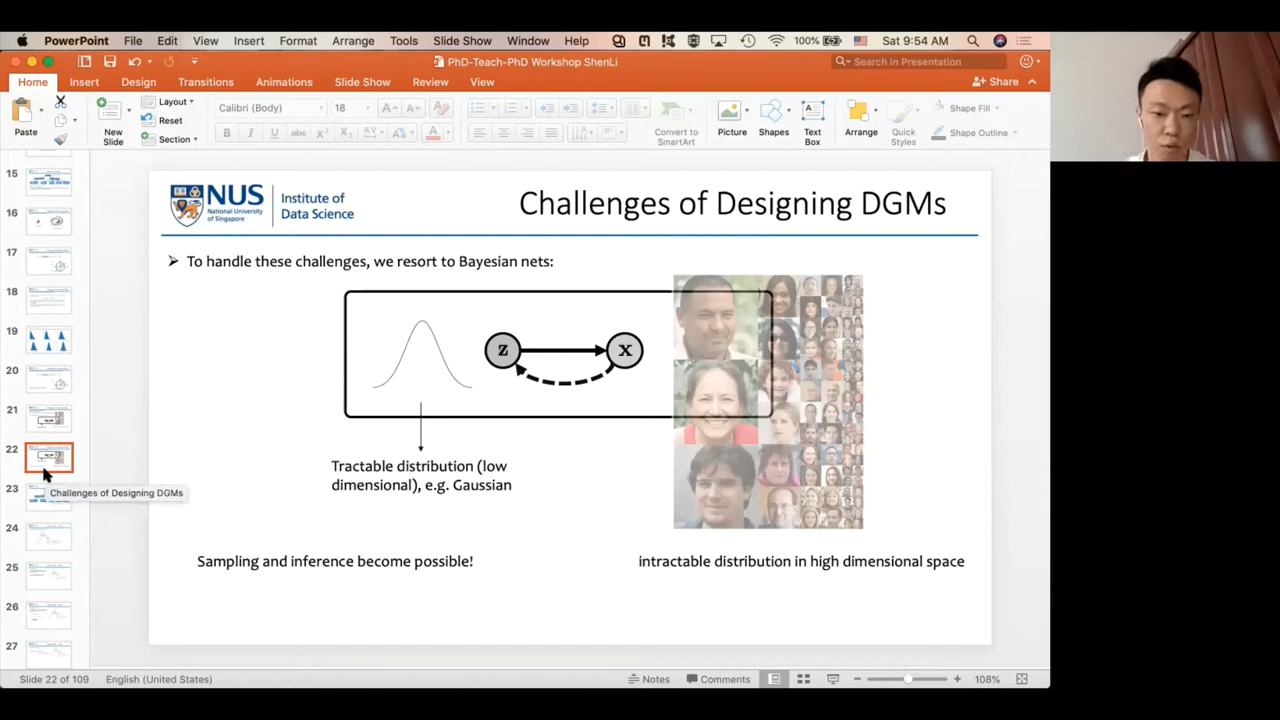 PowerPoint File Edit View Insert Format Arrange Tools Slide Show Window Help 100% Sat 9:54 AM
PhD-Teach-PhD Workshop ShenLi
Search in Presentation
Home Insert Design Transitions Animations Slide Show Review View
Share
Paste
New Slide
Layout
Reset
Section
Calibri (Body) 18
B I U abc X² X₂ AV Aa A
Convert to SmartArt
Picture
Shapes
Text Box
Arrange
Quick Styles
Shape Fill
Shape Outline
15
16
17
18
19
20
21
22
23
24
25
26
27
Challenges of Designing DGMs
NUS
National University of Singapore
Institute of
Data Science
Challenges of Designing DGMs
To handle these challenges, we resort to Bayesian nets:
z x
Tractable distribution (low
dimensional), e.g. Gaussian
Sampling and inference become possible!
intractable distribution in high dimensional space
Slide 22 of 109 English (United States) Notes Comments 108%